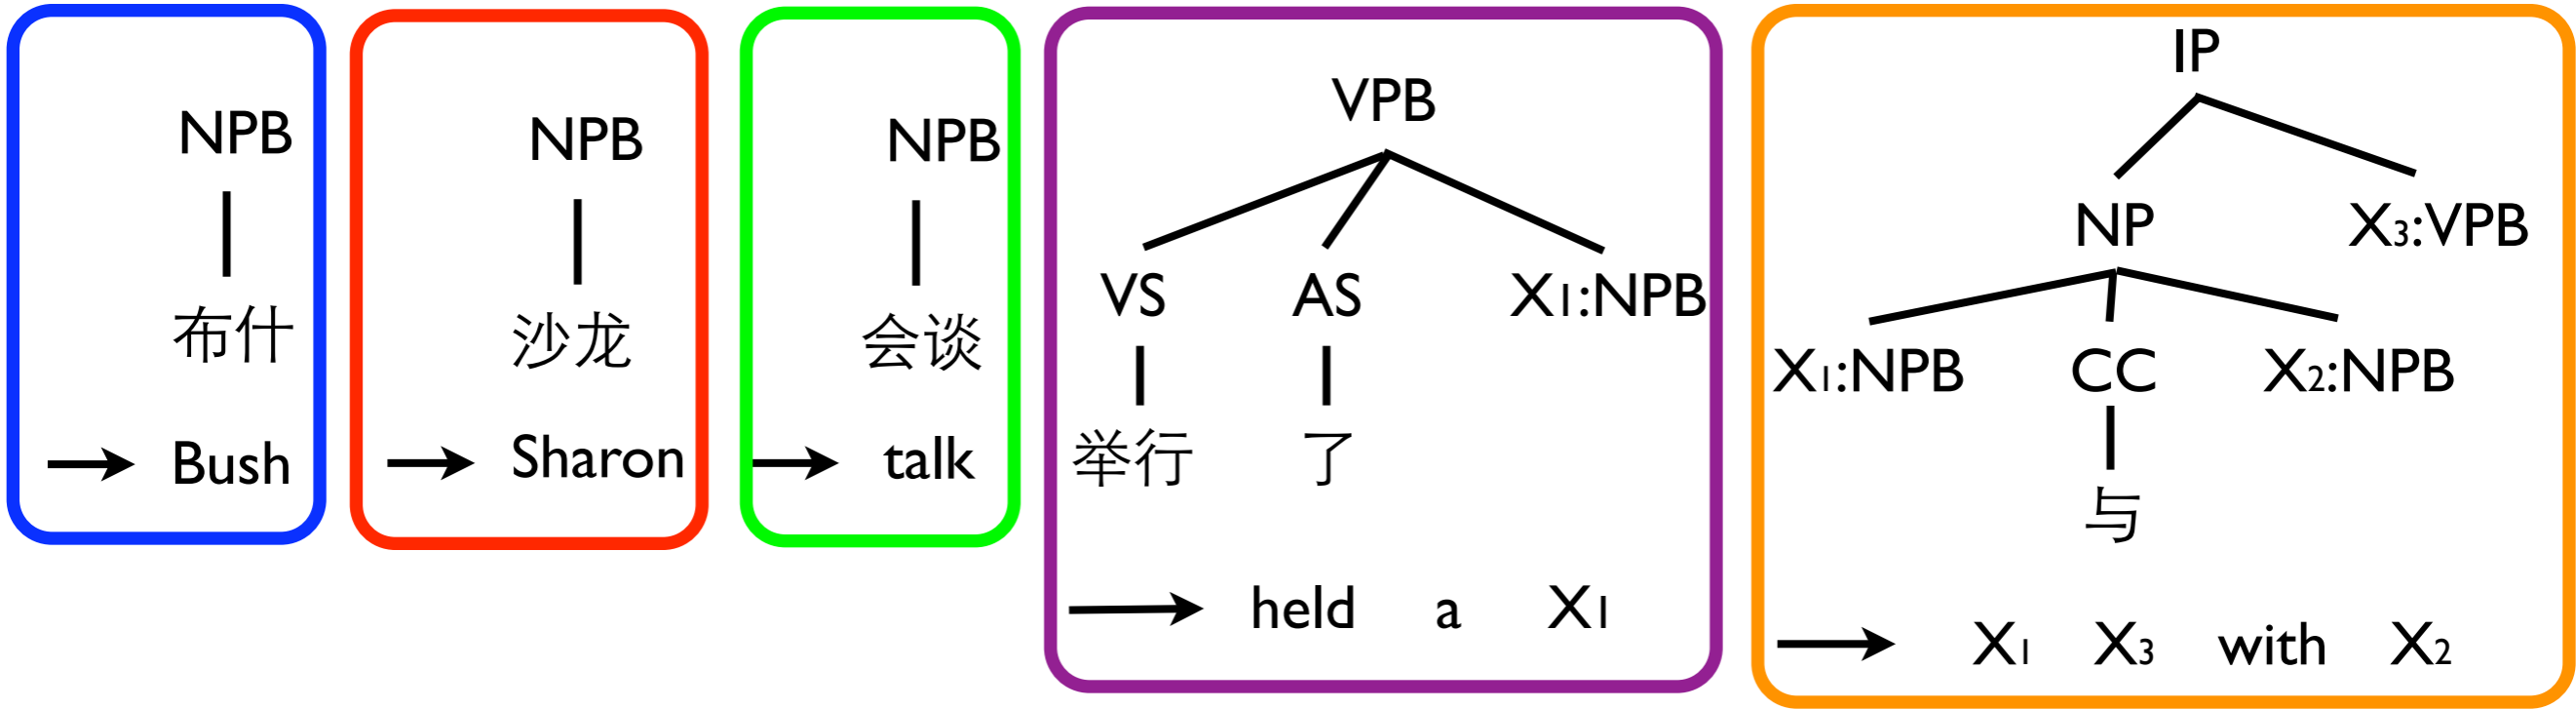 NPB
布什
→ Bush
NPB
沙龙
→ Sharon
NPB
会谈
→ talk
VPB
VS AS X1:NPB
举行 了
→ held a X1
IP
NP X3:VPB
X1:NPB CC X2:NPB
与
→ X1 X3 with X2